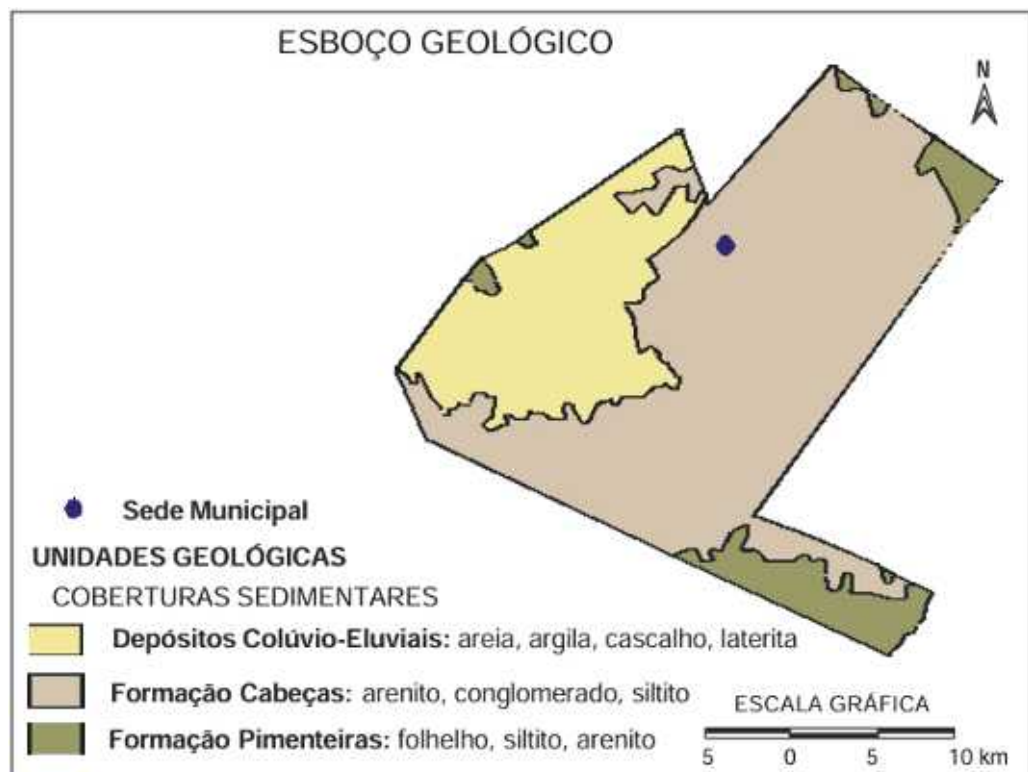 ESBOÇO GEOLÓGICO
N
Sede Municipal
UNIDADES GEOLÓGICAS
COBERTURAS SEDIMENTARES
Depósitos Colúvio-Eluviais: areia, argila, cascalho, laterita
Formação Cabeças: arenito, conglomerado, siltito
Formação Pimenteiras: folhelho, siltito, arenito
ESCALA GRÁFICA
5 0 5 10 km